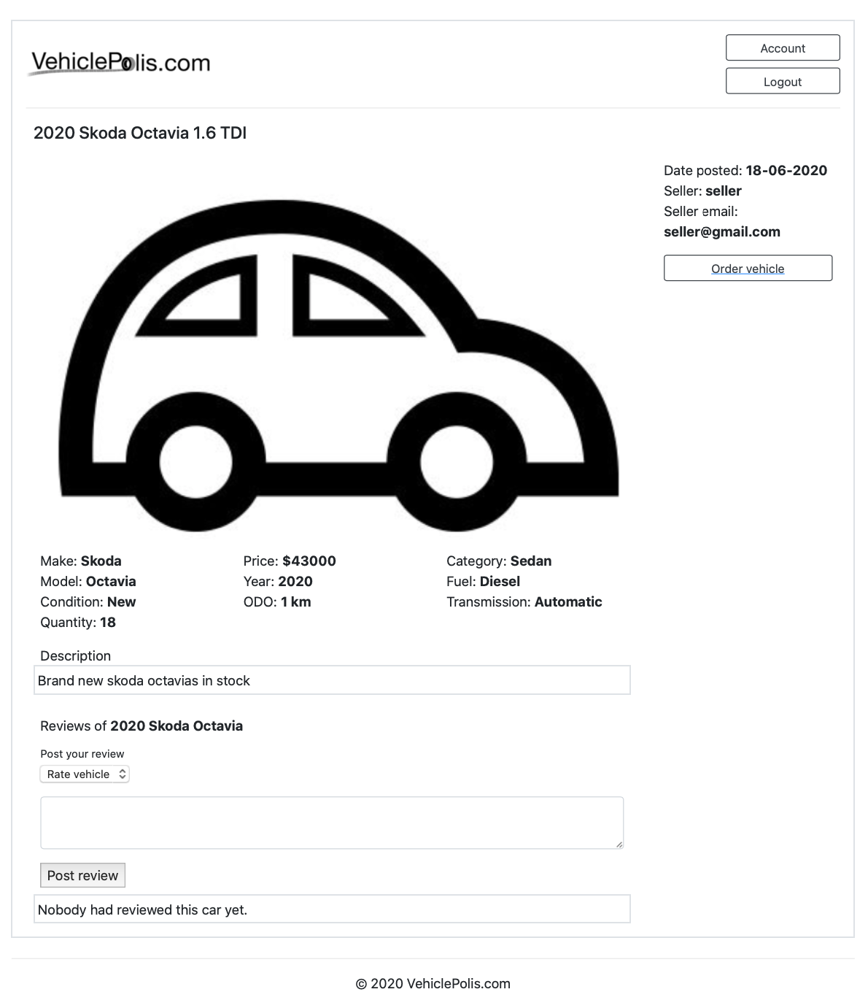 VehiclePolis.com
Account
Logout
2020 Skoda Octavia 1.6 TDI
Date posted: 18-06-2020
Seller: seller
Seller email:
seller@gmail.com
Order vehicle
Make: Skoda
Model: Octavia
Condition: New
Quantity: 18
Price: $43000
Year: 2020
ODO: 1 km
Category: Sedan
Fuel: Diesel
Transmission: Automatic
Description
Brand new skoda octavias in stock
Reviews of 2020 Skoda Octavia
Post your review
Rate vehicle
Post review
Nobody had reviewed this car yet.
© 2020 VehiclePolis.com